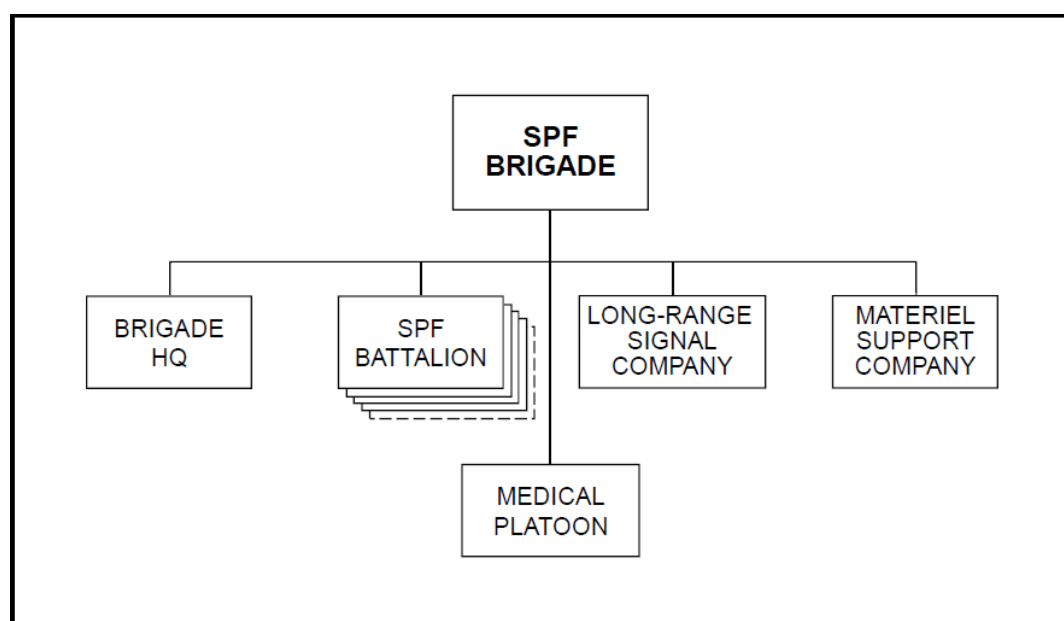 SPF
BRIGADE
BRIGADE
HQ
SPF
BATTALION
LONG-RANGE
SIGNAL
COMPANY
MATERIEL
SUPPORT
COMPANY
MEDICAL
PLATOON